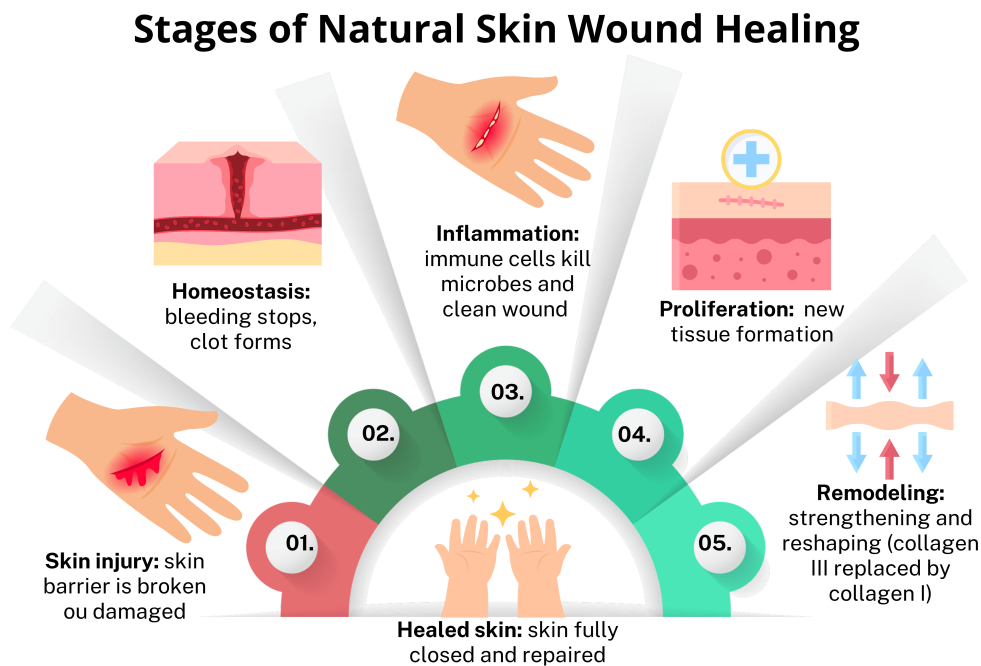 Stages of Natural Skin Wound Healing
Homeostasis:
bleeding stops,
clot forms
Inflammation:
immune cells kill
microbes and
clean wound
Proliferation: new
tissue formation
Skin injury: skin
barrier is broken
ou damaged
01.
02.
03.
04.
05.
Remodeling:
strengthening and
reshaping (collagen
III replaced by
collagen I)
Healed skin: skin fully
closed and repaired